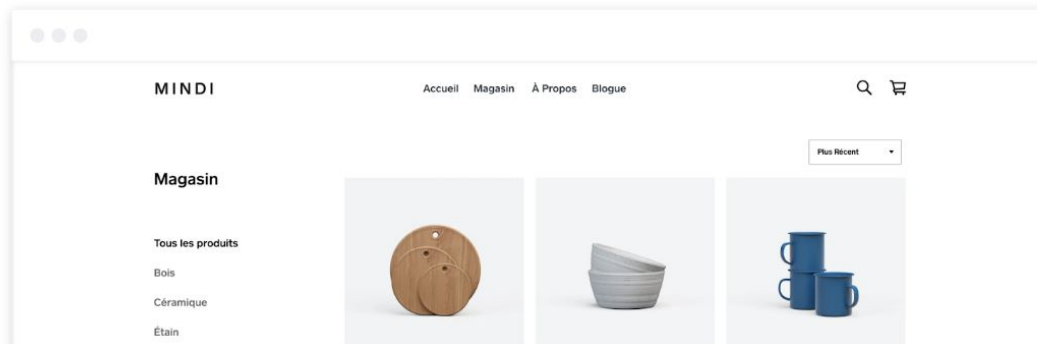 MINDI
Accueil Magasin À Propos Blogue
Plus Récent
Magasin
Tous les produits
Bois
Céramique
Étain